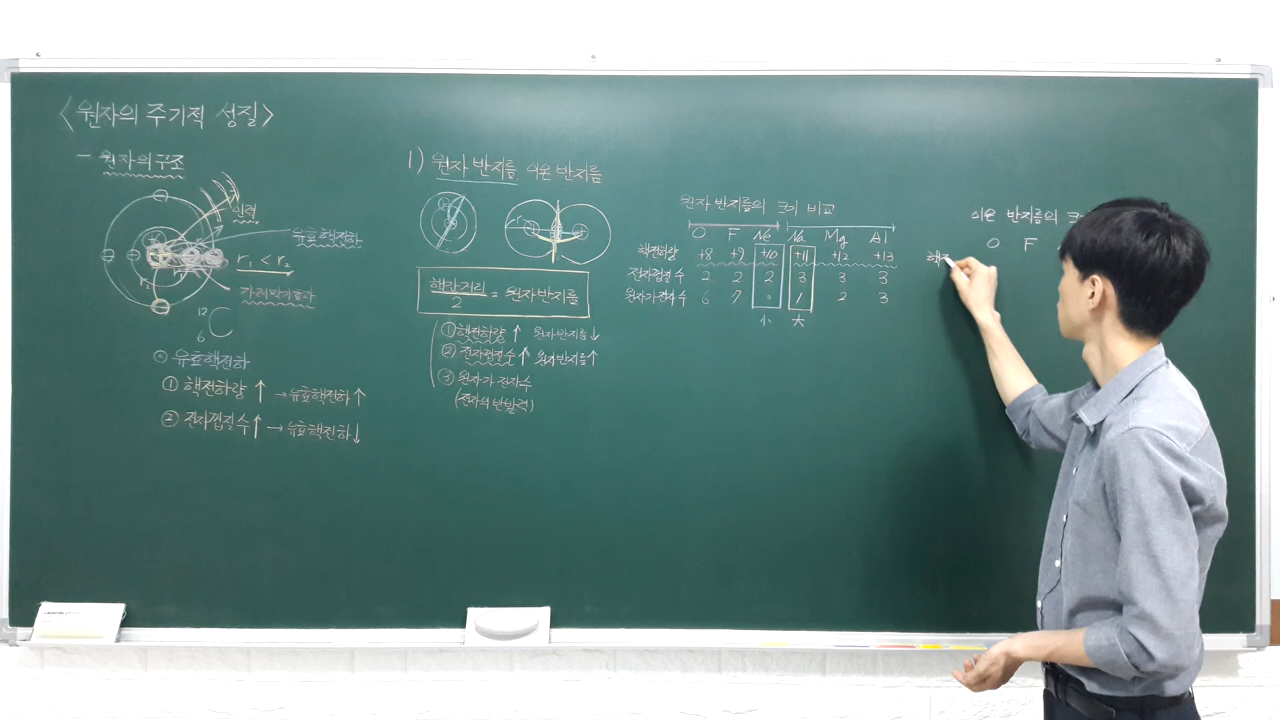 <원자의 주기적 성질>
- 원자의 구조
인력
유효핵전하
r₁ < r₂
가려막기효과
r₂
12
6 C
◎ 유효핵전하
① 핵전하량 ↑ → 유효핵전하 ↑
② 전자껍질수 ↑ → 유효핵전하 ↓
1) 원자 반지름, 이온 반지름
r
핵간거리/2 = 원자반지름
① 핵전하량 ↑ 원자반지름 ↓
② 전자껍질수 ↑ 원자반지름 ↑
③ 원자가 전자수
(전자의 반발력)
원자 반지름의 크기 비교
O F Ne Na Mg Al
핵전하량 +8 +9 +10 +11 +12 +13
전자껍질수 2 2 2 3 3 3
원자가전자수 6 7 0 1 2 3
小 大
이온 반지름의 크
O F
핵